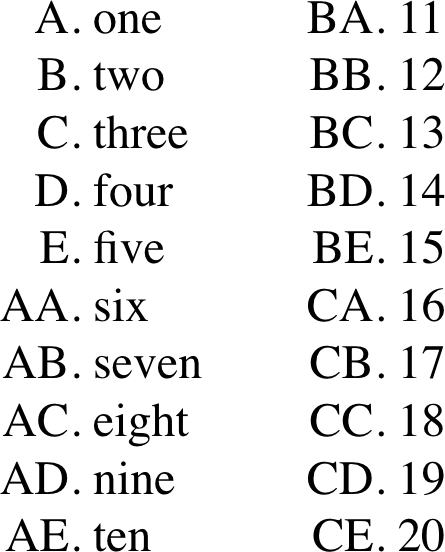 A. one
B. two
C. three
D. four
E. five
AA. six
AB. seven
AC. eight
AD. nine
AE. ten
BA. 11
BB. 12
BC. 13
BD. 14
BE. 15
CA. 16
CB. 17
CC. 18
CD. 19
CE. 20